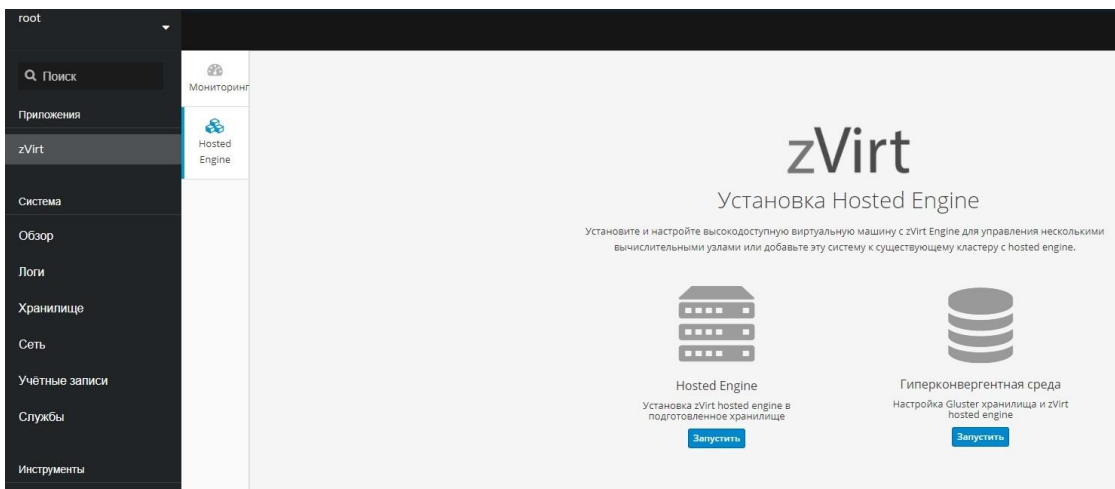 root
Поиск
Приложения
zVirt
Система
Обзор
Логи
Хранилище
Сеть
Учётные записи
Службы
Инструменты
Мониторинг
Hosted
Engine
zVirt
Установка Hosted Engine
Установите и настройте высокодоступную виртуальную машину с zVirt Engine для управления несколькими
вычислительными узлами или добавьте эту систему к существующему кластеру с hosted engine.
Hosted Engine
Установка zVirt hosted engine в
подготовленное хранилище
Запустить
Гиперконвергентная среда
Настройка Gluster хранилища и zVirt
hosted engine
Запустить